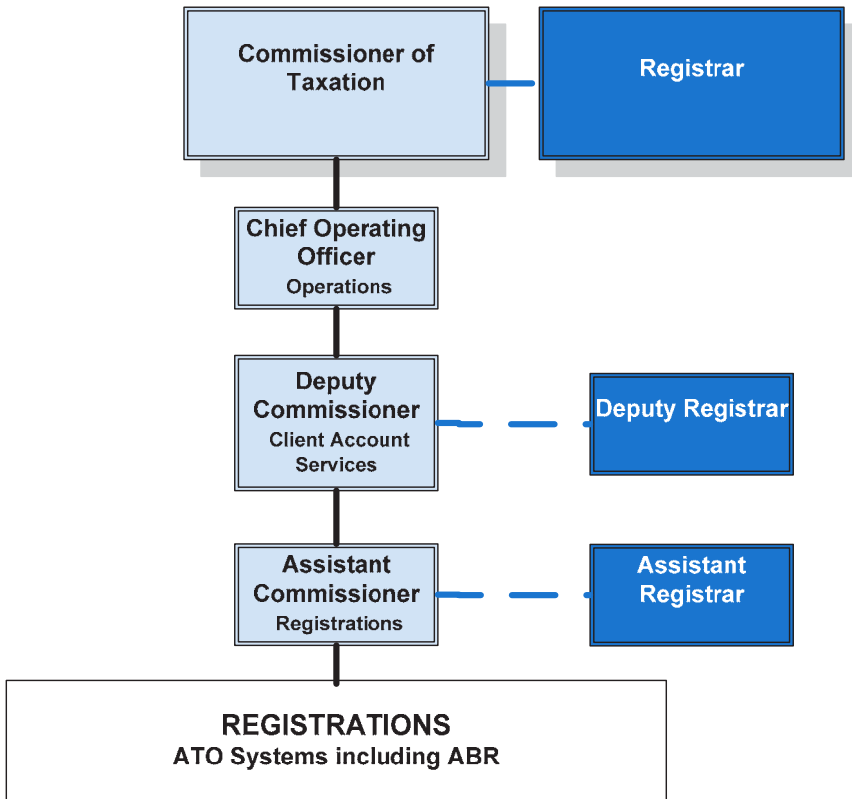 Commissioner of
Taxation
Registrar
Chief Operating
Officer
Operations
Deputy
Commissioner
Client Account
Services
Deputy Registrar
Assistant
Commissioner
Registrations
Assistant
Registrar
REGISTRATIONS
ATO Systems including ABR